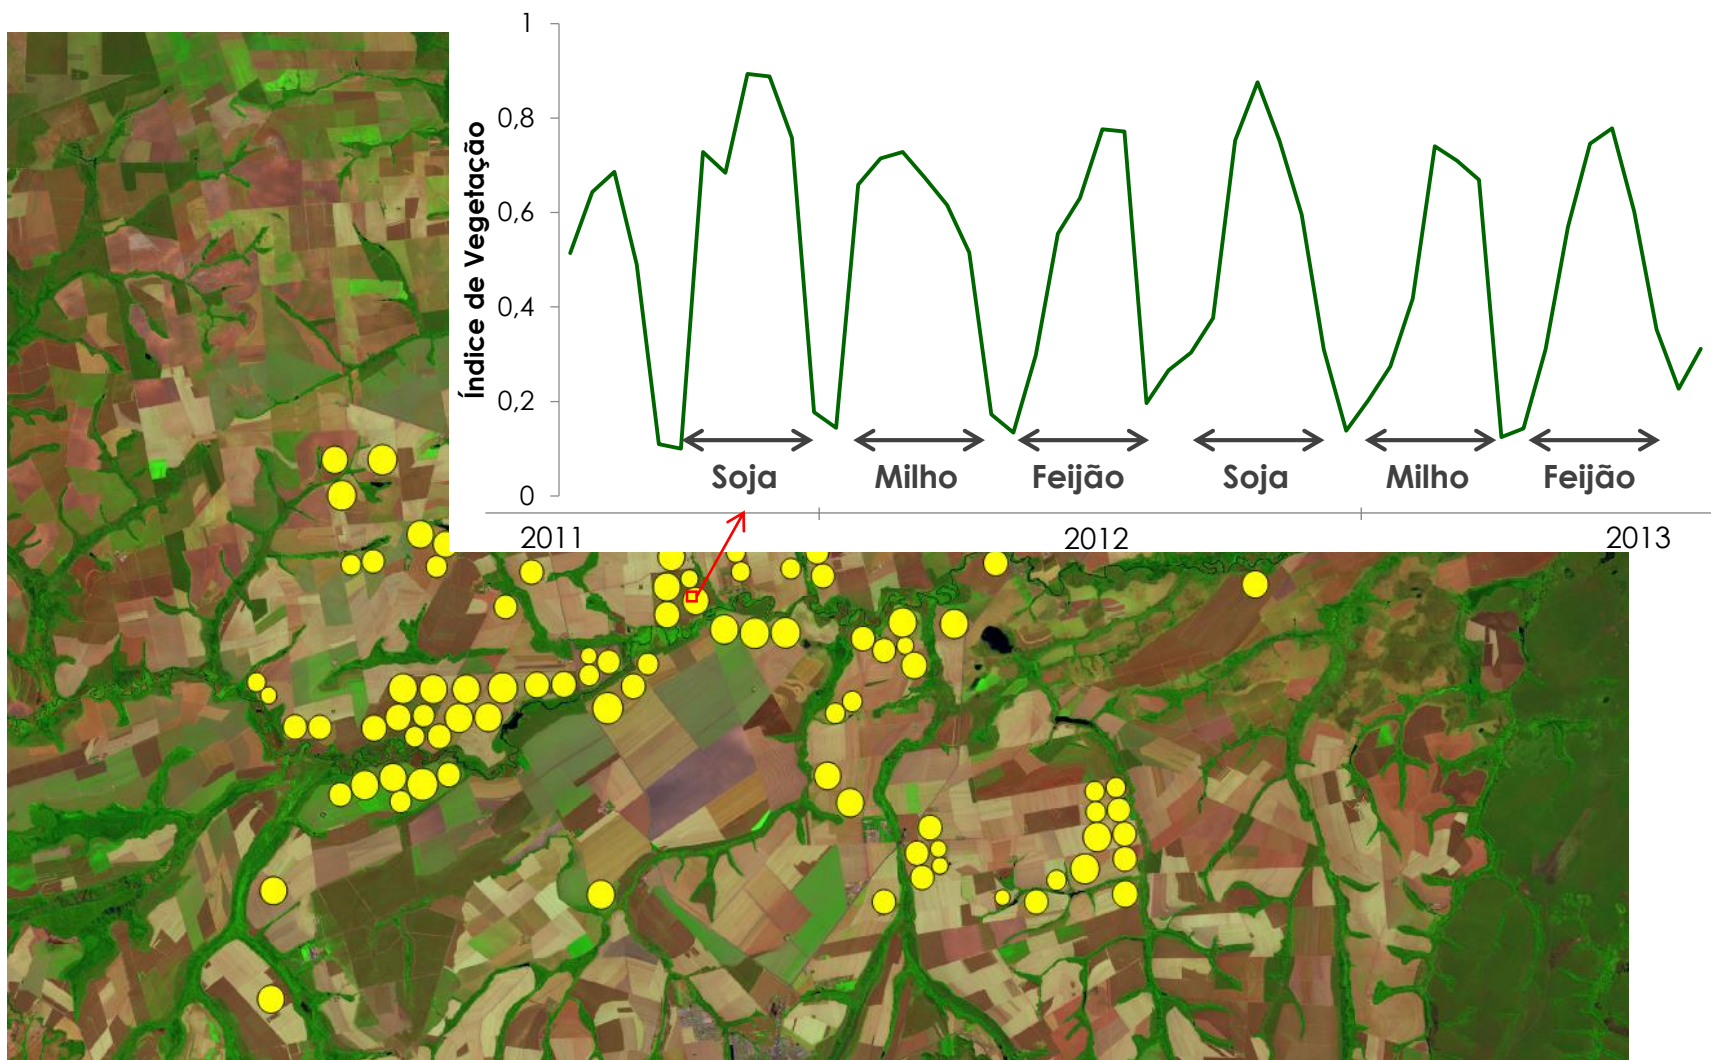 1
0,8
0,6
0,4
0,2
0
Índice de Vegetação
Soja Milho Feijão Soja Milho Feijão
2011 2012 2013